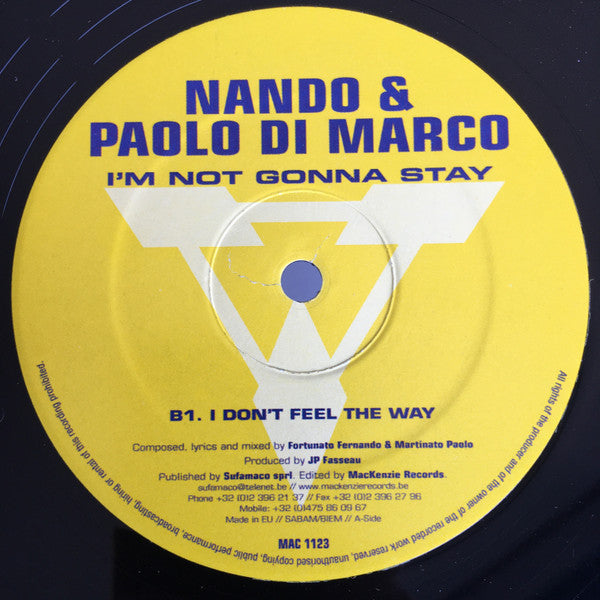 NANDO &
PAOLO DI MARCO
I'M NOT GONNA STAY
B1. I DON'T FEEL THE WAY
Composed, lyrics and mixed by Fortunato Fernando & Martinato Paolo
Produced by JP Fasseau
Published by Sufamaco sprl. Edited by MacKenzie Records.
sufamaco@telenet.be // www.mackenzierecords.be
Phone +32 (0)2 396 21 37 // Fax +32 (0)2 396 27 96
Mobile: +32 (0)475 86 09 67
Made in EU // SABAM/BIEM // A-Side
MAC 1123
All rights of the producer and of the owner of the recorded work reserved, unauthorised copying, public performance, broadcasting, hiring or rental of this recording prohibited.